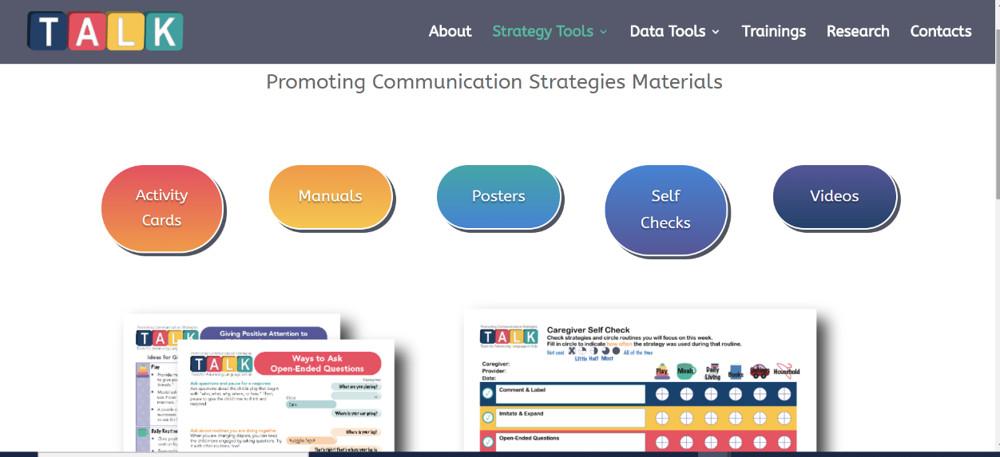 TALK
About Strategy Tools Data Tools Trainings Research Contacts
Promoting Communication Strategies Materials
Activity
Cards
Manuals
Posters
Self
Checks
Videos
Promoting Communication Strategies
TALK
Giving Positive Attention to
Tools for Advancing
Ideas for Gi
Play
Daily Routine
Promoting Communication Strategies
TALK
Tools for Advancing Language in Kids
Ways to Ask
Open-Ended Questions
Ask questions and pause for a response
Ask questions about the child's play that begin
with "who, what, why, where, or how." Then,
pause to give the child time to think and
respond
Caregiver
What are you playing?
Child
Cars
Where is your car going?
Ask about routines you are doing together
When you are changing diapers, you can keep
the child more engaged by asking questions. Try
it with other routines, too!
Where is your leg?
That's right! That's where your leg is
Promoting Communication Strategies
TALK
Tools for Advancing Language in Kids
Caregiver Self Check
Check strategies and circle routines you will focus on this week.
Fill in circle to indicate how often the strategy was used during that routine.
Not used All of the time
Little Half Most
Caregiver:
Provider:
Date:
Play Meals Daily Living Books Household
Comment & Label
Imitate & Expand
Open-Ended Questions